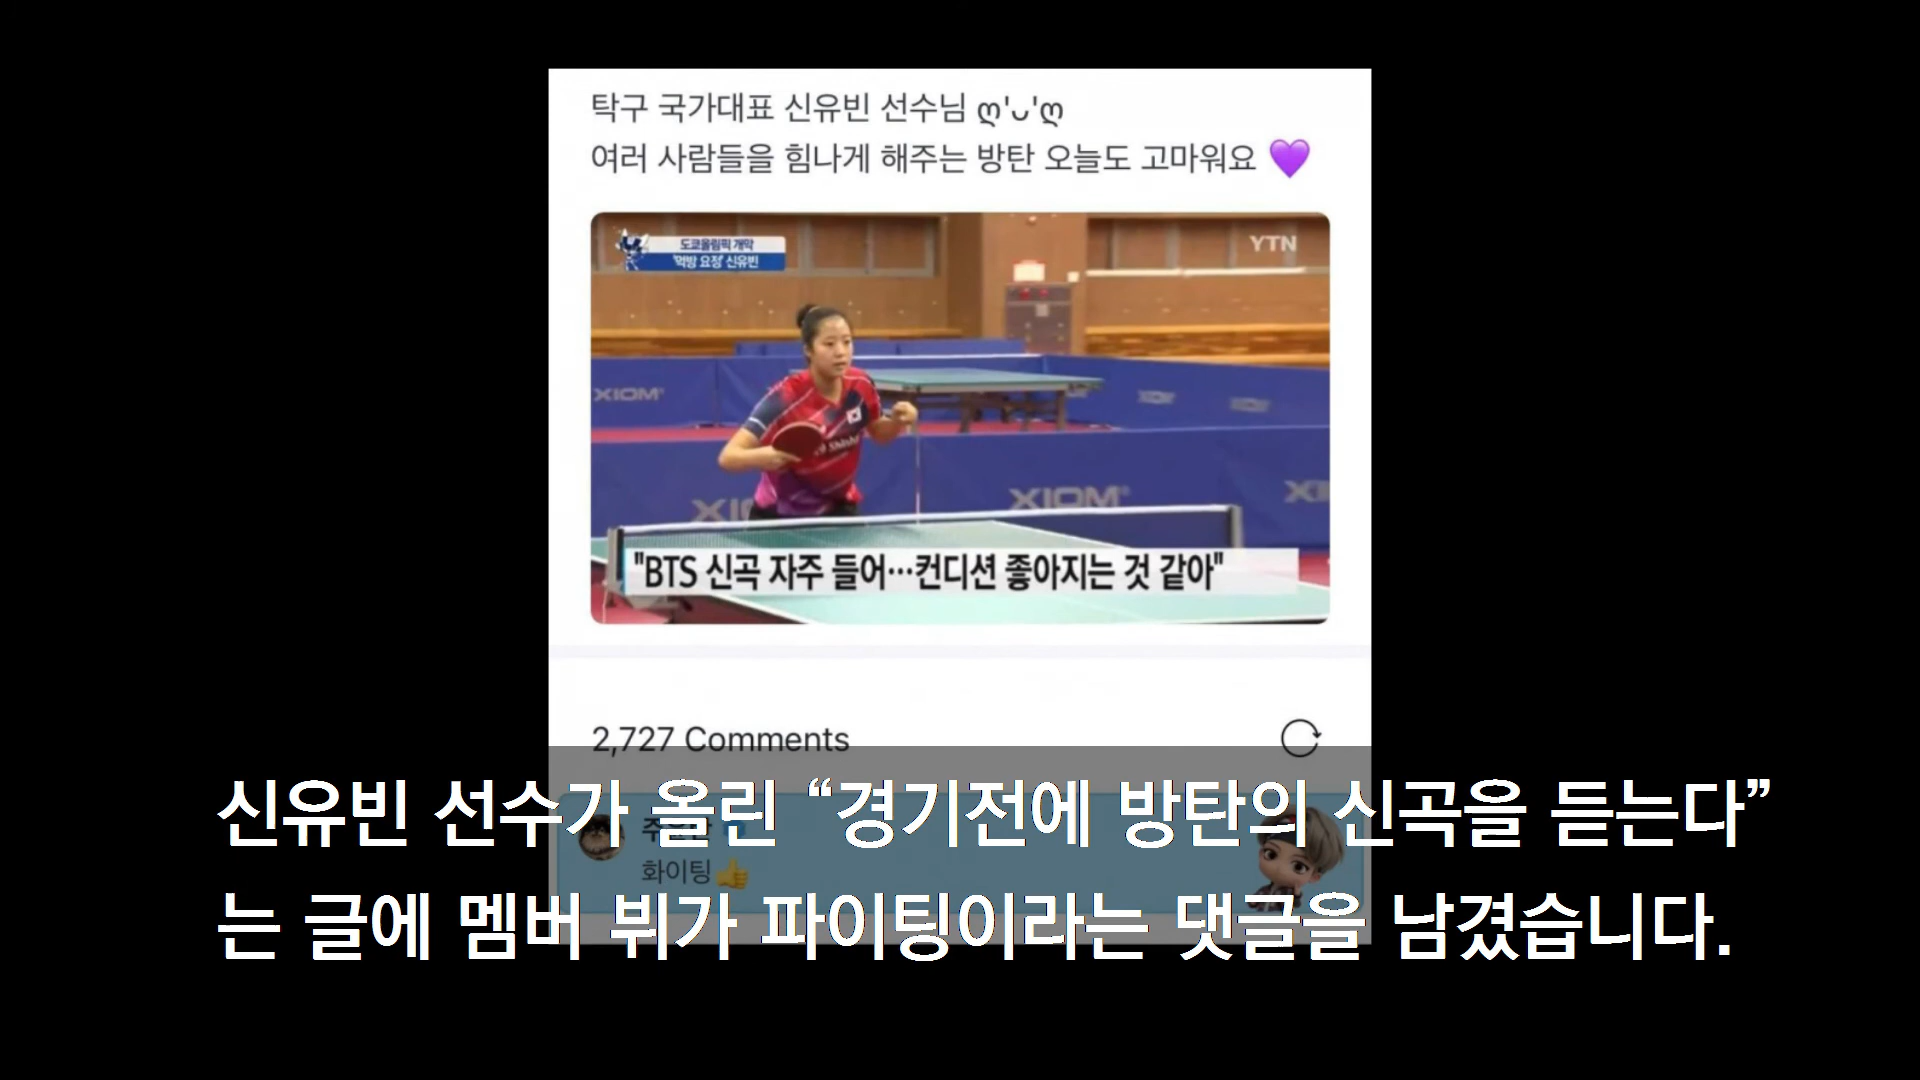 탁구 국가대표 신유빈 선수님 ღ'ᴗ'ღ
여러 사람들을 힘나게 해주는 방탄 오늘도 고마워요 💜
도쿄올림픽 개막
'먹방 요정' 신유빈
YTN
XIOM
XIOM
"BTS 신곡 자주 들어…컨디션 좋아지는 것 같아"
2,727 Comments
화이팅👍
신유빈 선수가 올린 “경기전에 방탄의 신곡을 듣는다”
는 글에 멤버 뷔가 파이팅이라는 댓글을 남겼습니다.